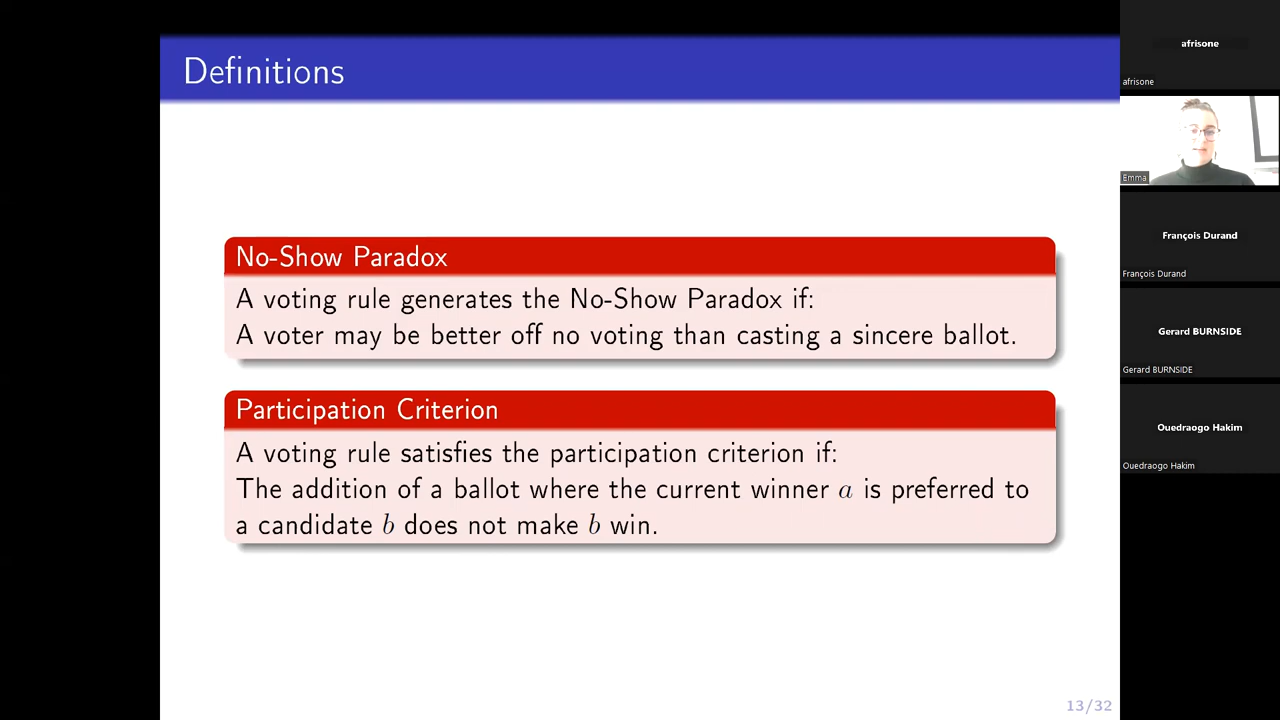 Definitions
No-Show Paradox
A voting rule generates the No-Show Paradox if:
A voter may be better off no voting than casting a sincere ballot.
Participation Criterion
A voting rule satisfies the participation criterion if:
The addition of a ballot where the current winner a is preferred to
a candidate b does not make b win.
13/32
afrisone
afrisone
Emma
François Durand
François Durand
Gerard BURNSIDE
Gerard BURNSIDE
Ouedraogo Hakim
Ouedraogo Hakim